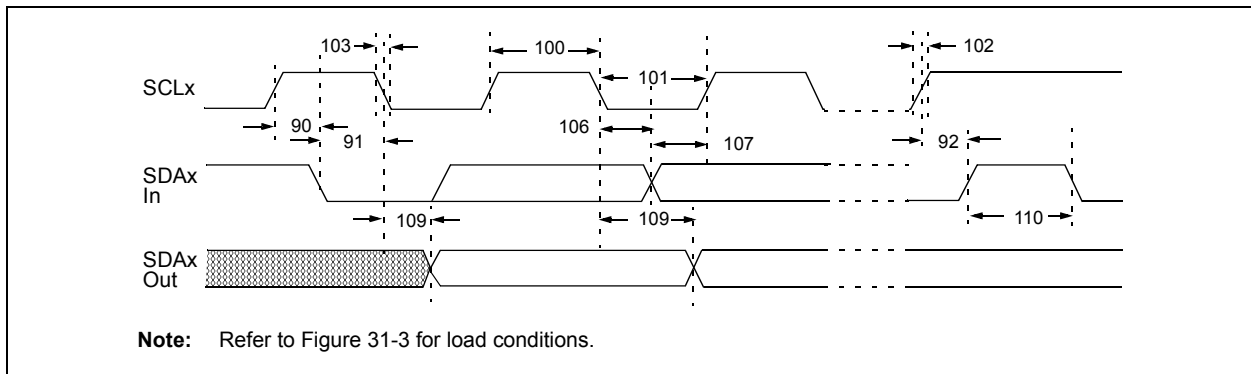 103
100
102
101
SCLx
90
106
91
107
92
SDAx
In
109
109
110
SDAx
Out
Note: Refer to Figure 31-3 for load conditions.